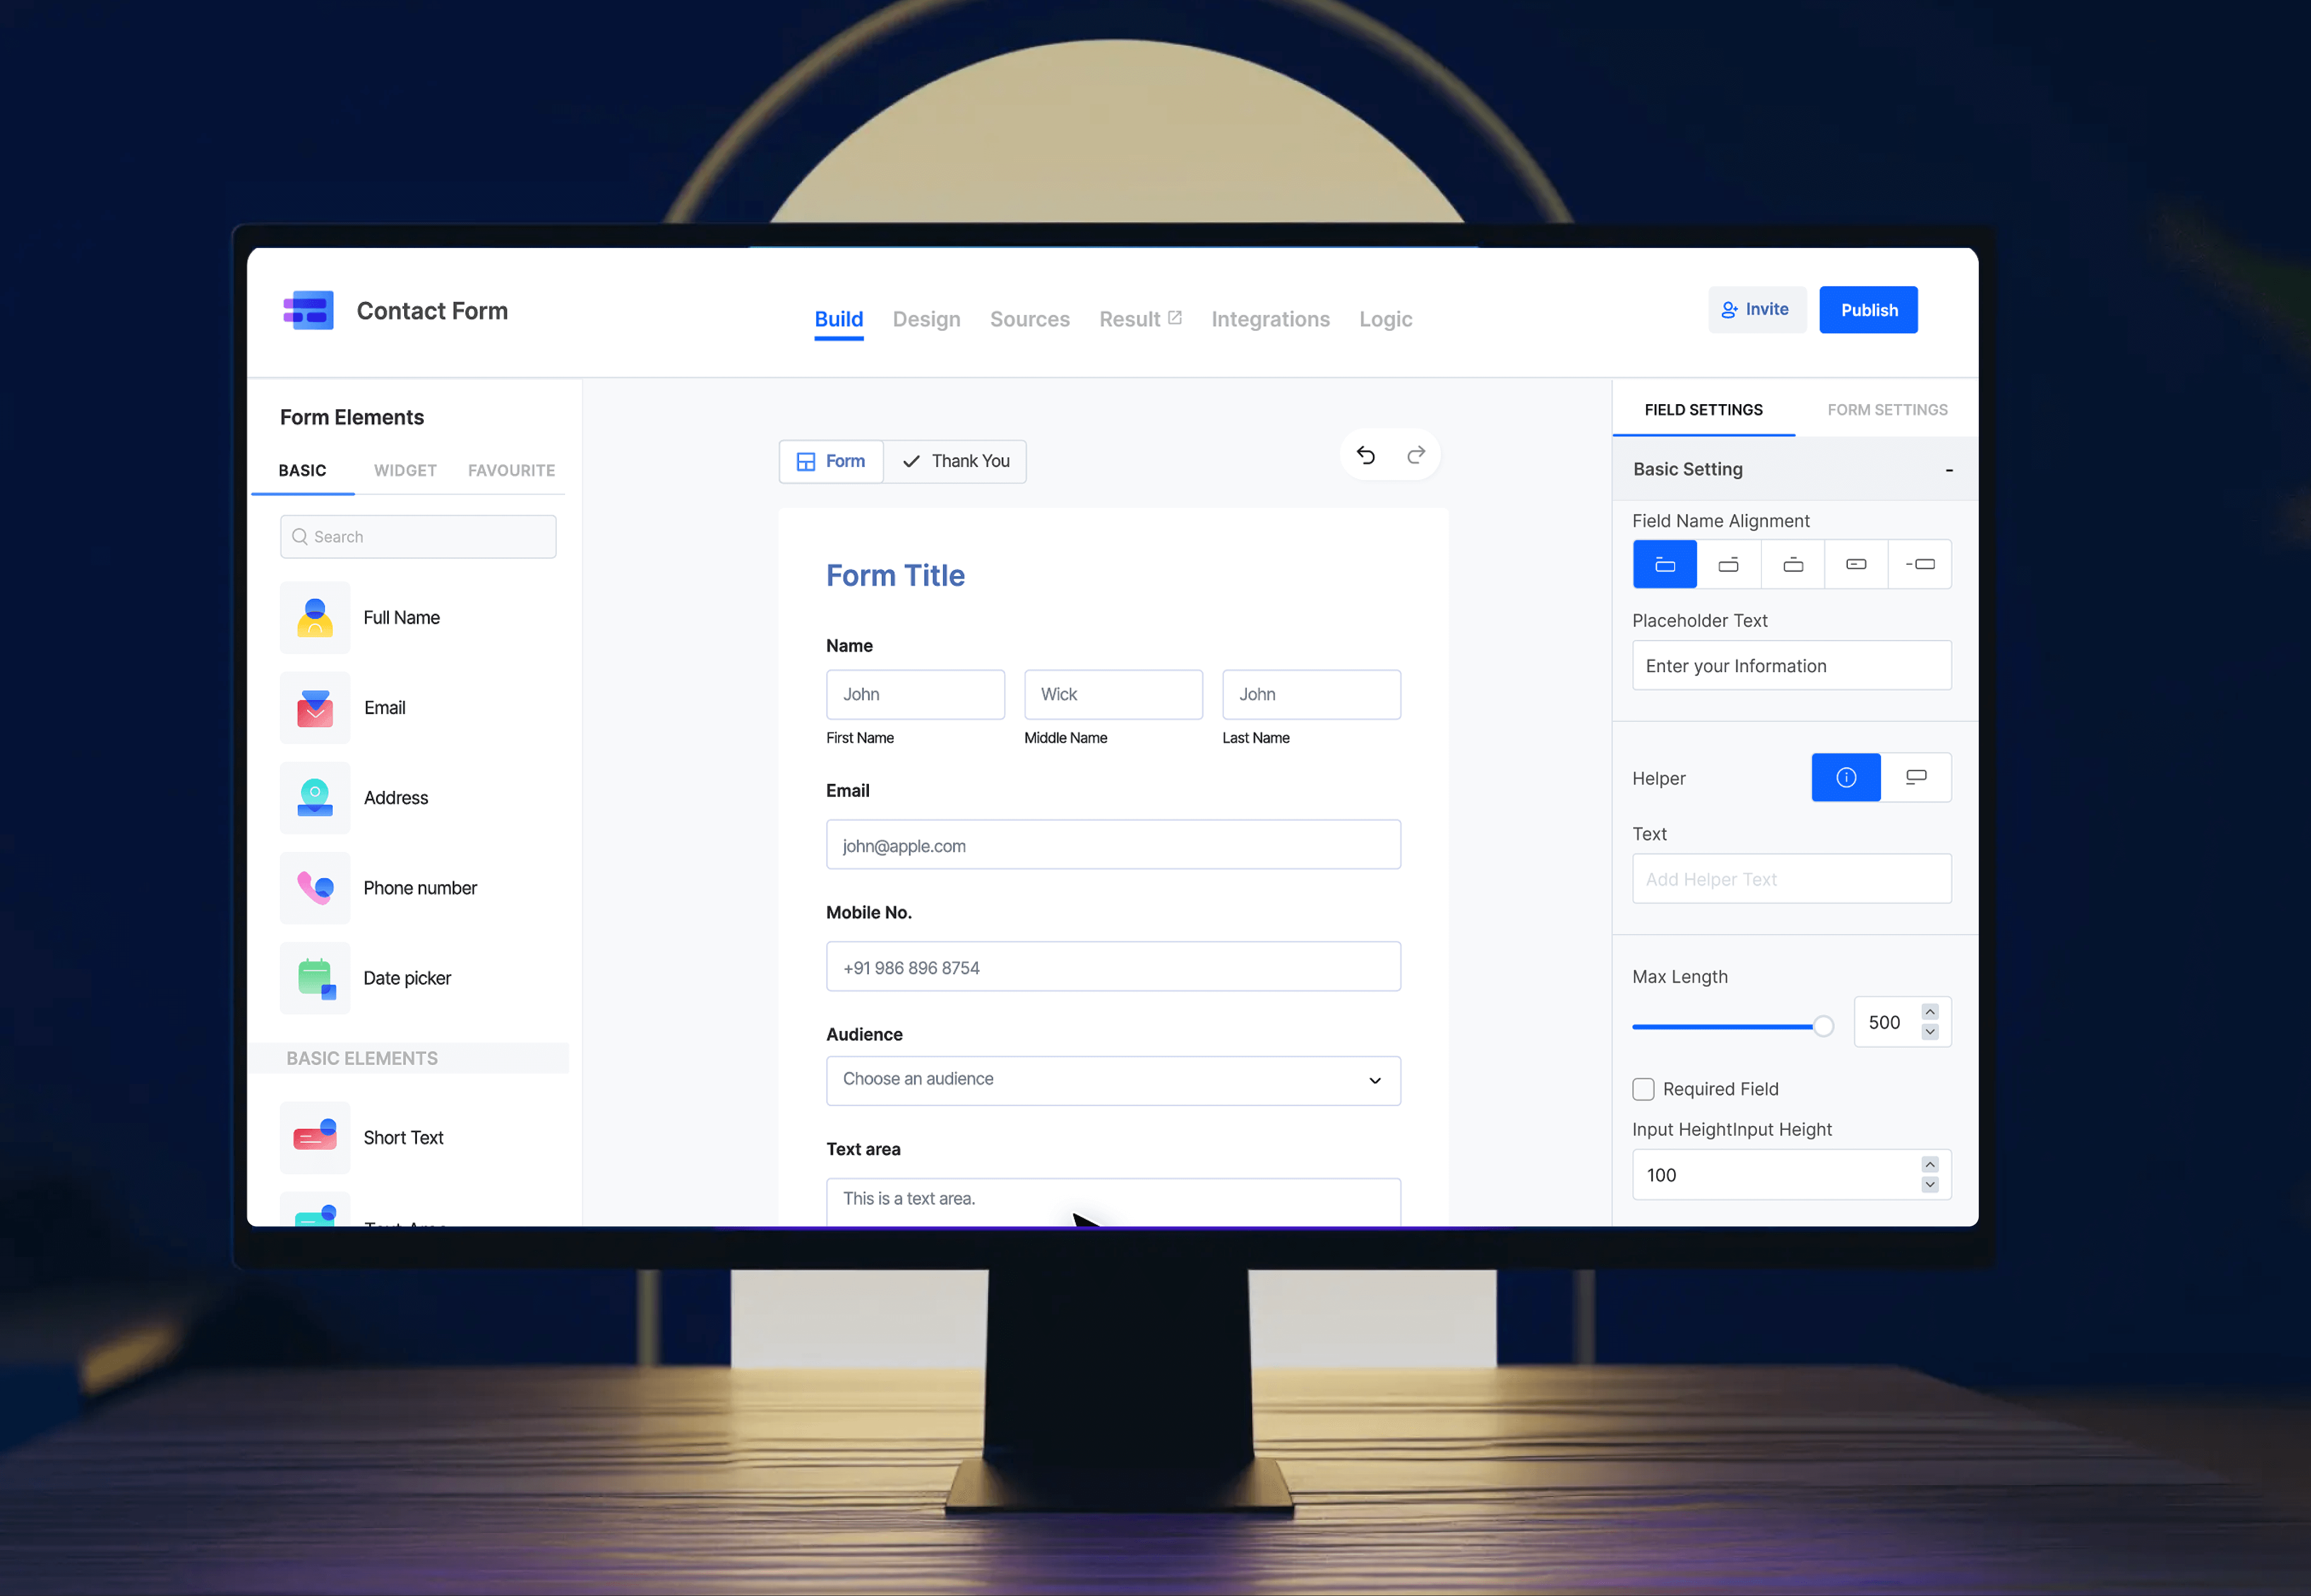 Contact Form
Build Design Sources Result Integrations Logic
Invite
Publish
Form Elements
BASIC WIDGET FAVOURITE
Search
Full Name
Email
Address
Phone number
Date picker
BASIC ELEMENTS
Short Text
Text Area
Form
Thank You
Form Title
Name
John Wick John
First Name Middle Name Last Name
Email
john@apple.com
Mobile No.
+91 986 896 8754
Audience
Choose an audience
Text area
This is a text area.
FIELD SETTINGS FORM SETTINGS
Basic Setting -
Field Name Alignment
Placeholder Text
Enter your Information
Helper
Text
Add Helper Text
Max Length
500
Required Field
Input HeightInput Height
100